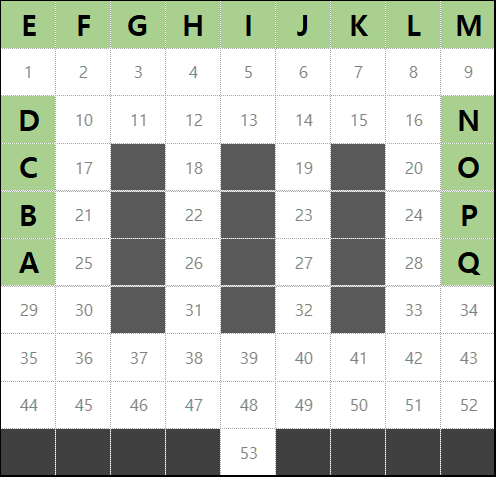 E F G H I J K L M
1 2 3 4 5 6 7 8 9
D 10 11 12 13 14 15 16 N
C 17 18 19 20 O
B 21 22 23 24 P
A 25 26 27 28 Q
29 30 31 32 33 34
35 36 37 38 39 40 41 42 43
44 45 46 47 48 49 50 51 52
53